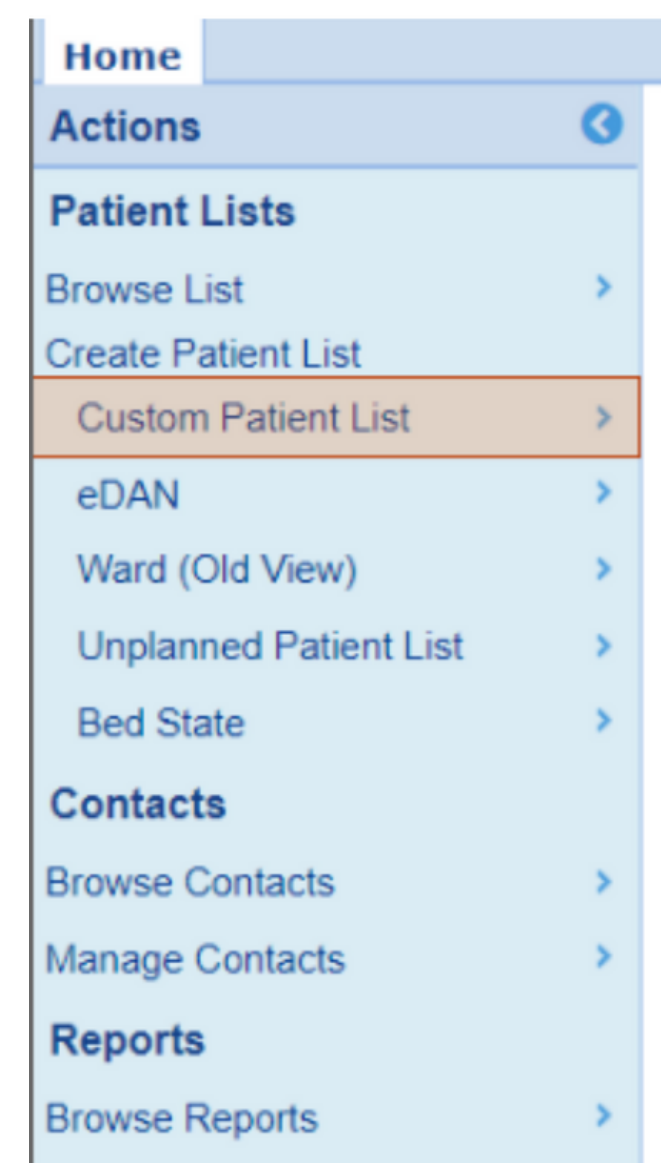 Home
Actions
Patient Lists
Browse List
Create Patient List
Custom Patient List
eDAN
Ward (Old View)
Unplanned Patient List
Bed State
Contacts
Browse Contacts
Manage Contacts
Reports
Browse Reports